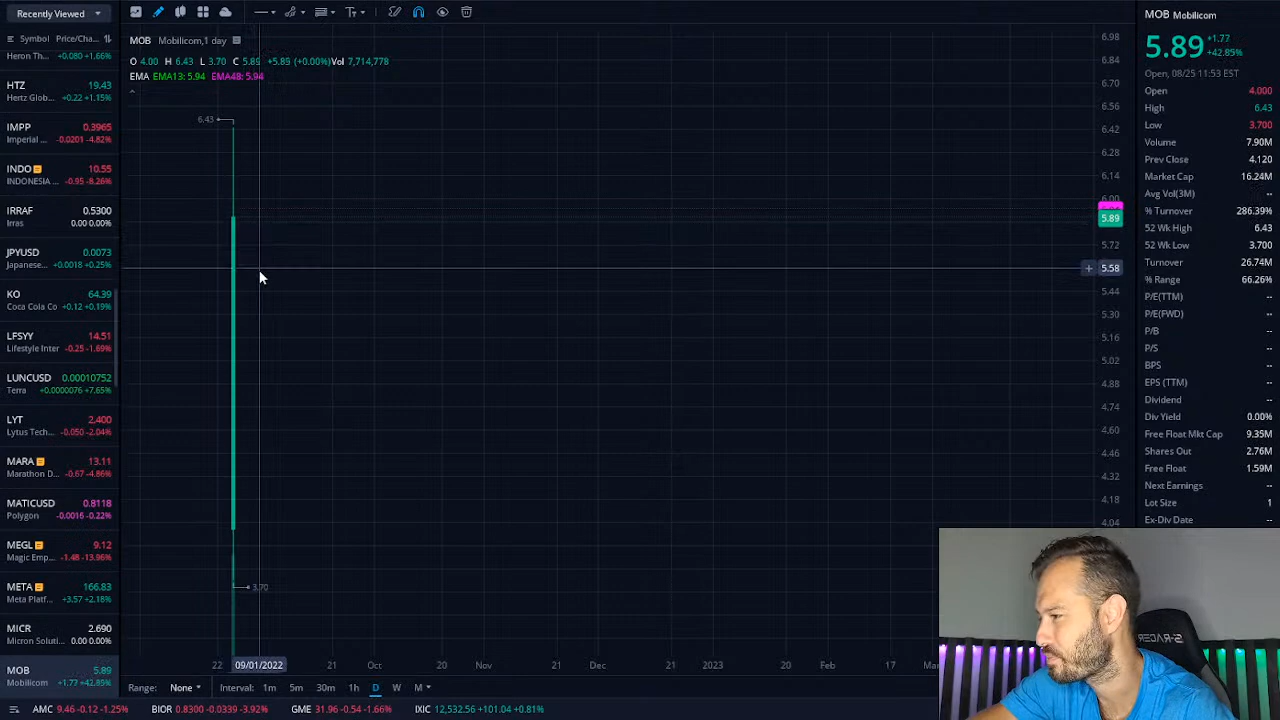 Recently Viewed
Symbol Price/Cha...
Heron Th... +0.080 +1.66%
HTZ 19.43
Hertz Glob... +0.22 +1.15%
IMPP 0.3965
Imperial ... -0.0201 -4.82%
INDO 10.55
INDONESIA ... -0.95 -8.26%
IRRAF 0.5300
Irras 0.00 0.00%
JPYUSD 0.0073
Japanese... +0.0018 +0.25%
KO 64.39
Coca Cola Co +0.12 +0.19%
LFSYY 14.51
Lifestyle Inter -0.25 -1.69%
LUNCUSD 0.00010752
Terra +0.0000076 +7.65%
LYT 2.400
Lytus Tech... -0.050 -2.04%
MARA 13.11
Marathon D... -0.67 -4.86%
MATICUSD 0.8118
Polygon -0.0016 -0.22%
MEGL 9.12
Magic Emp... -1.48 -13.96%
META 166.83
Meta Platf... +3.57 +2.18%
MICR 2.690
Micron Soluti... 0.00 0.00%
MOB 5.89
Mobilicom +1.77 +42.85%
MOB Mobilicom,1 day
O 4.00 H 6.43 L 3.70 C 5.89 +5.89 (+0.00%) Vol 7,714,778
EMA EMA13: 5.94 EMA48: 5.94
6.43
3.70
6.98
6.84
6.70
6.56
6.42
6.28
6.14
6.00
5.89
5.72
5.58
5.44
5.30
5.16
5.02
4.88
4.74
4.60
4.46
4.32
4.18
4.04
22 09/01/2022 21 Oct 20 Nov 21 Dec 21 2023 20 Feb 17
Range: None Interval: 1m 5m 30m 1h D W M
MOB Mobilicom
5.89 +1.77 +42.85%
Open, 08/25 11:53 EST
Open 4.000
High 6.43
Low 3.700
Volume 7.90M
Prev Close 4.120
Market Cap 16.24M
Avg Vol(3M) --
% Turnover 286.39%
52 Wk High 6.43
52 Wk Low 3.700
Turnover 26.74M
% Range 66.26%
P/E(TTM) --
P/E(FWD) --
P/B --
P/S --
BPS --
EPS (TTM) --
Dividend --
Div Yield 0.00%
Free Float Mkt Cap 9.35M
Shares Out 2.76M
Free Float 1.59M
Next Earnings --
Lot Size 1
Ex-Div Date --
AMC 9.46 -0.12 -1.25% BIOR 0.8300 -0.0339 -3.92% GME 31.96 -0.54 -1.66% IXIC 12,532.56 +101.04 +0.81%